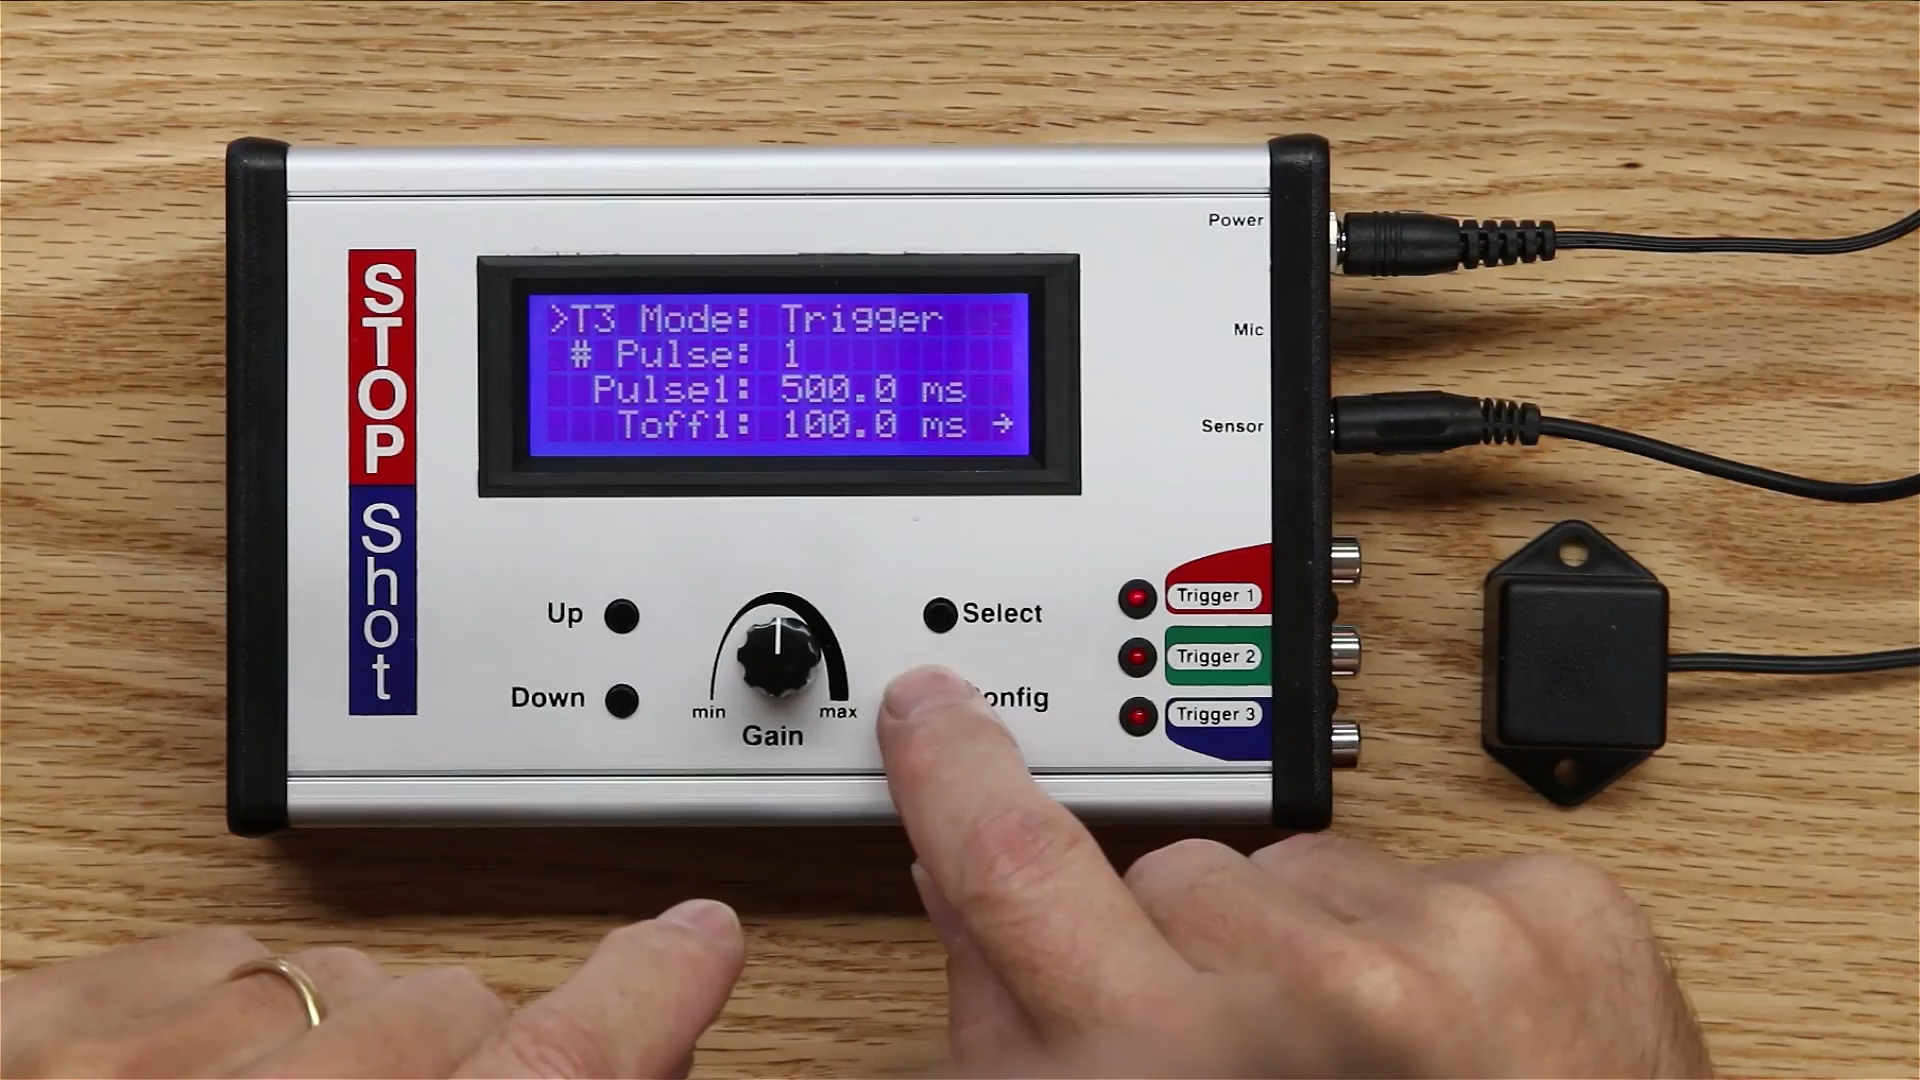 STOP Shot
>T3 Mode: Trigger
# Pulse: 1
Pulse1: 500.0 ms
Toff1: 100.0 ms →
Power
Mic
Sensor
Up
Down
min
max
Gain
Select
onfig
Trigger 1
Trigger 2
Trigger 3